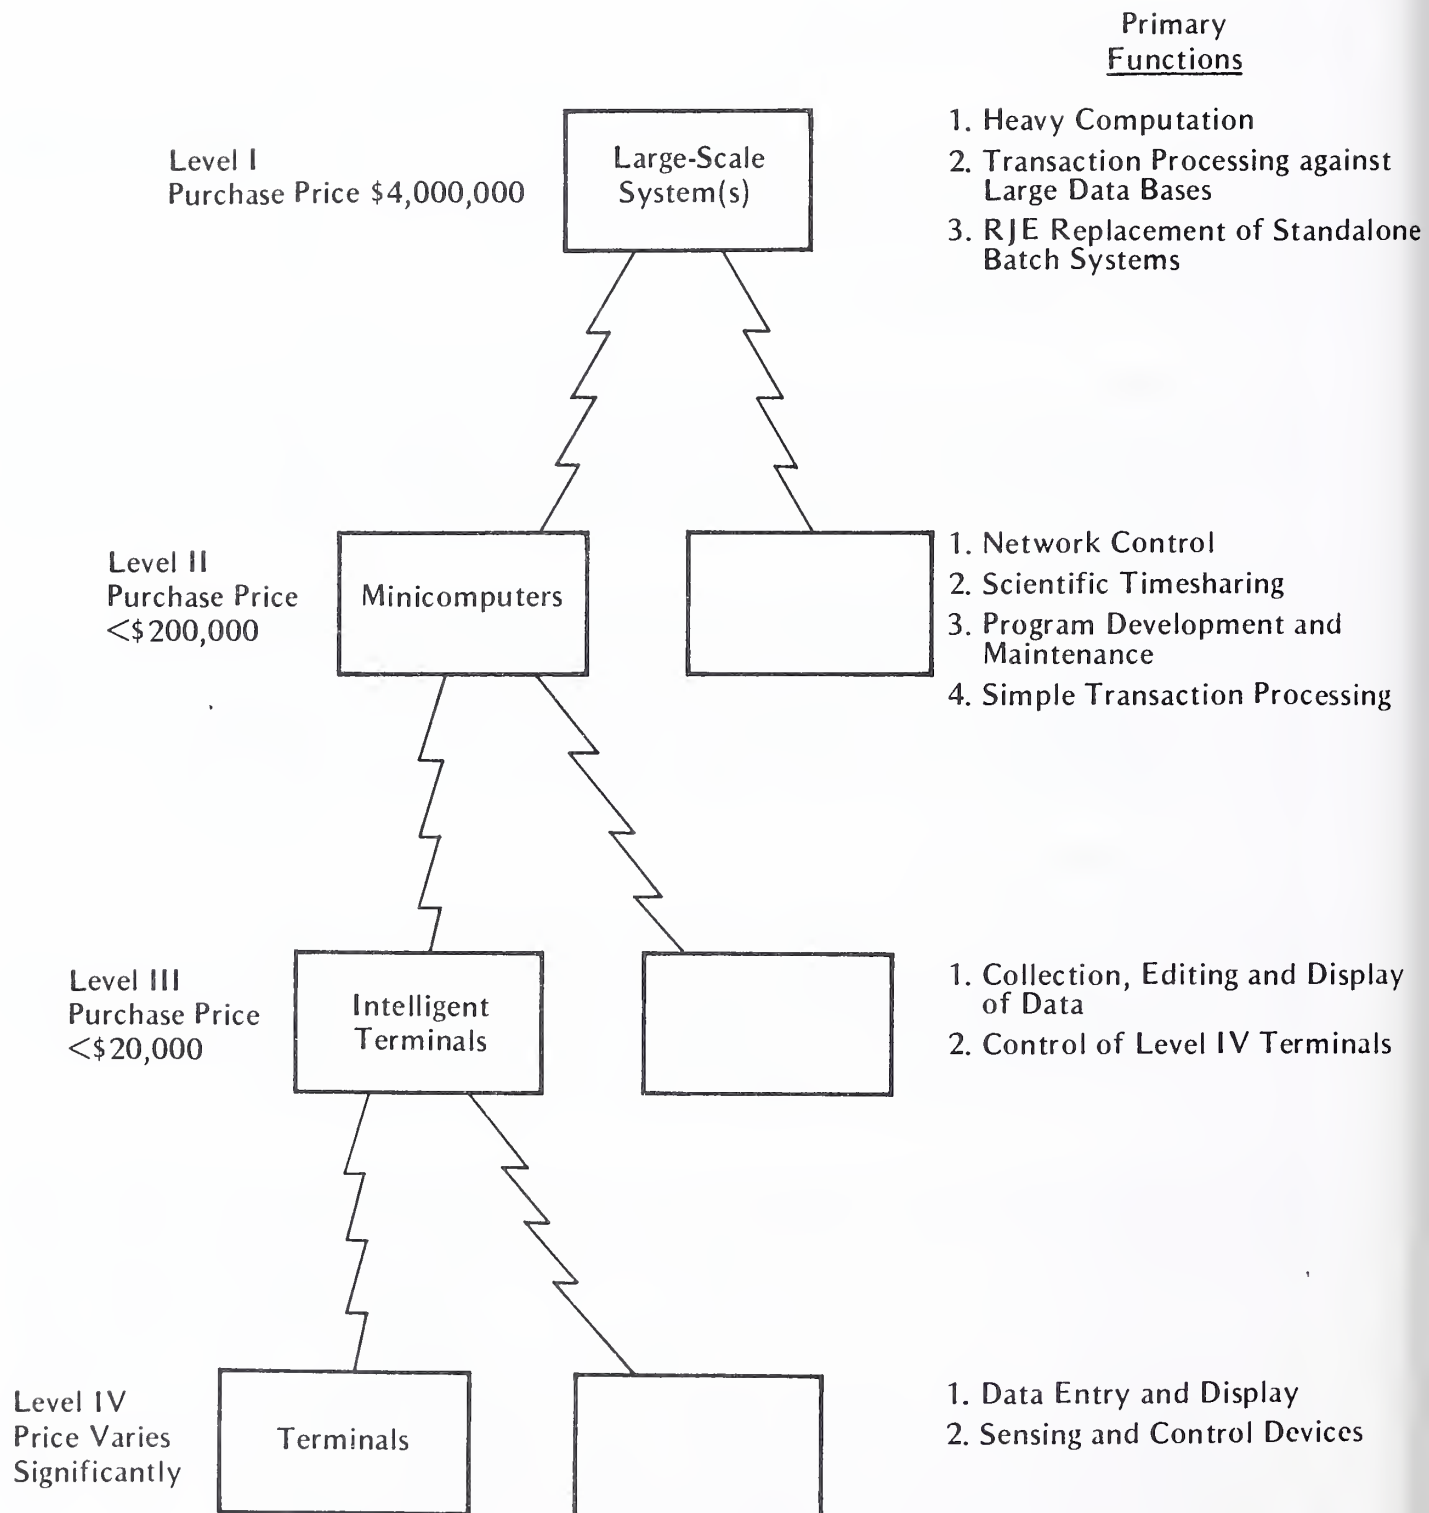 Primary
Functions
Level I
Purchase Price $4,000,000
Large-Scale
System(s)
1. Heavy Computation
2. Transaction Processing against
Large Data Bases
3. RJE Replacement of Standalone
Batch Systems
Level II
Purchase Price
<$200,000
Minicomputers
1. Network Control
2. Scientific Timesharing
3. Program Development and
Maintenance
4. Simple Transaction Processing
Level III
Purchase Price
<$20,000
Intelligent
Terminals
1. Collection, Editing and Display
of Data
2. Control of Level IV Terminals
Level IV
Price Varies
Significantly
Terminals
1. Data Entry and Display
2. Sensing and Control Devices